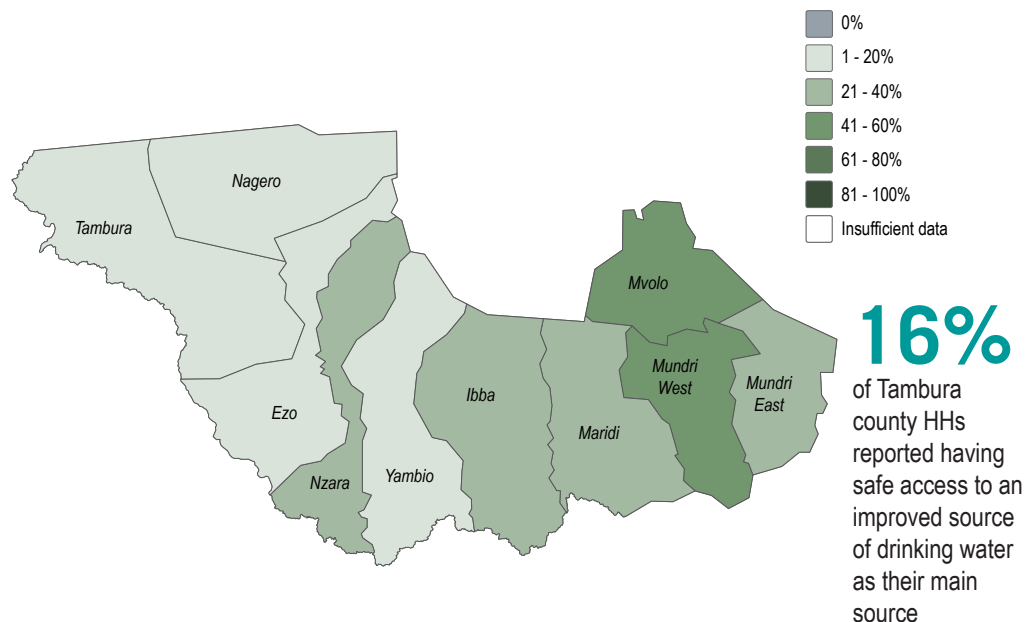 0%
1 - 20%
21 - 40%
41 - 60%
61 - 80%
81 - 100%
Insufficient data
Nagero
Tambura
Mvolo
Mundri
West
Mundri
East
Ibba
Ezo
Maridi
Nzara
Yambio
16%
of Tambura
county HHs
reported having
safe access to an
improved source
of drinking water
as their main
source